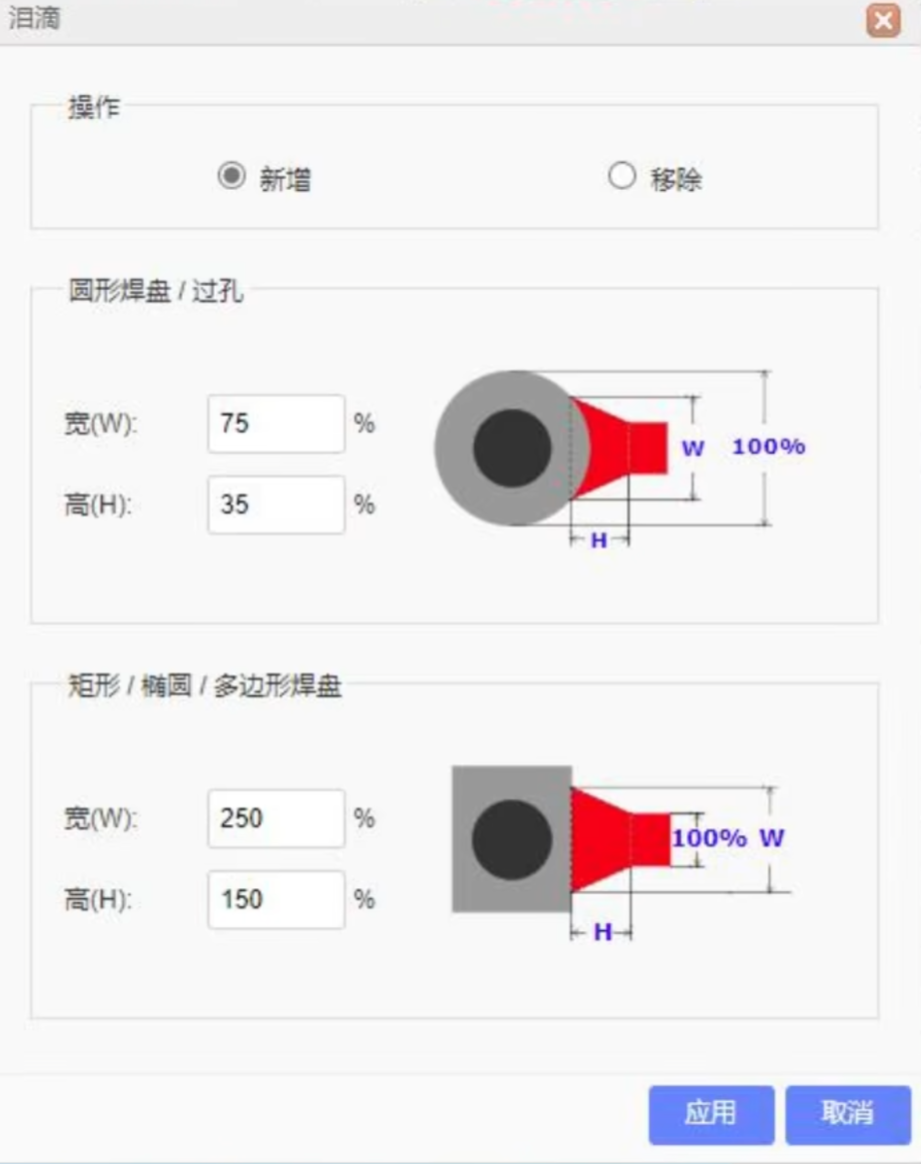 泪滴
操作
新增 移除
圆形焊盘 / 过孔
宽(W): 75 %
W 100%
高(H): 35 %
H
矩形 / 椭圆 / 多边形焊盘
宽(W): 250 %
100% W
高(H): 150 %
H
应用 取消